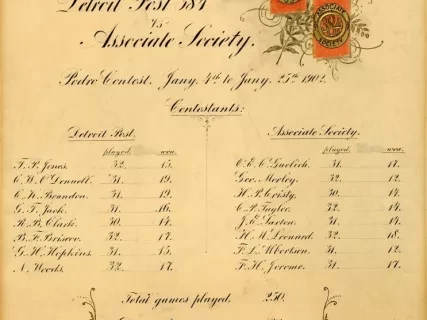 Detroit Post 384
vs
Associate Society.
ASSOCIATE
SOCIETY
Pedro Contest. Jany. 4th to Jany. 25th 1902.
Contestants:
Detroit Post.
played. won.
F. P. Jones. 32. 15.
C. W. O'Donnell. 31. 19.
C. N. Brandon. 31. 19.
G. T. Jack. 31. 16.
R. B. Clark. 30. 14.
B. F. Briscoe. 32. 17.
G. H. Hopkins. 31. 15.
N. Woods. 32. 17.
Associate Society.
played. won.
31. 17.
Geo. Morley. 32. 12.
H. P. Cristy. 30. 14.
C. P. Taylor. 32. 14.
J. E. Saxton. 31. 14.
H. M. Leonard. 32. 18.
F. L. 31. 12.
F. H. Jerome. 31. 17.
Total games played, 250.